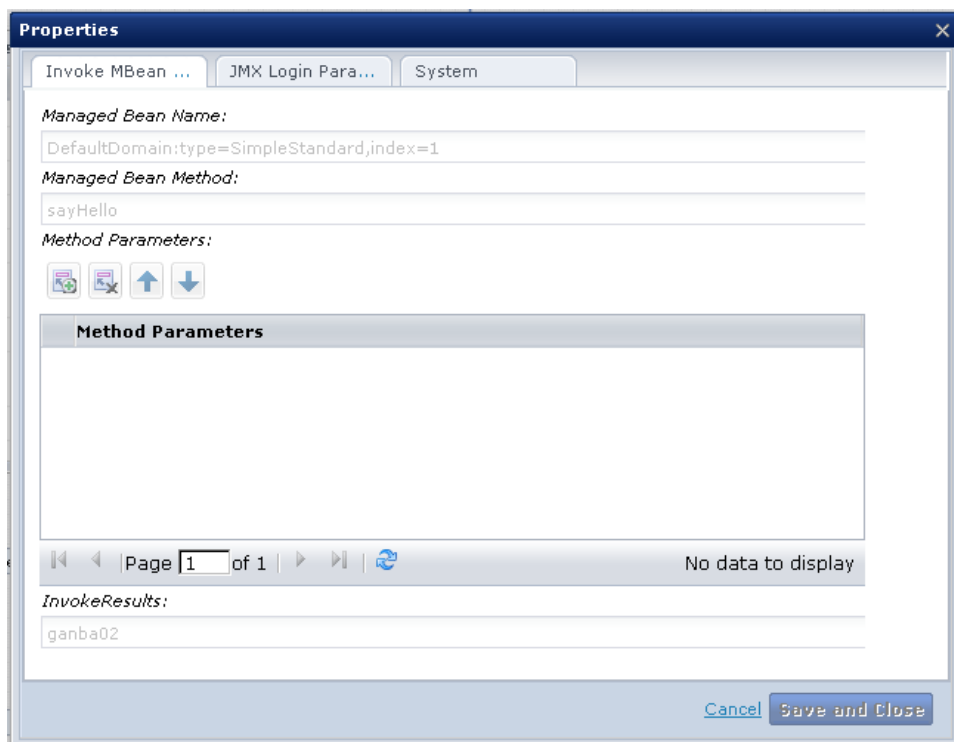 Properties
Invoke MBean ...
JMX Login Para...
System
Managed Bean Name:
DefaultDomain:type=SimpleStandard,index=1
Managed Bean Method:
sayHello
Method Parameters:
Method Parameters
Page 1 of 1
No data to display
InvokeResults:
ganba02
Cancel
Save and Close